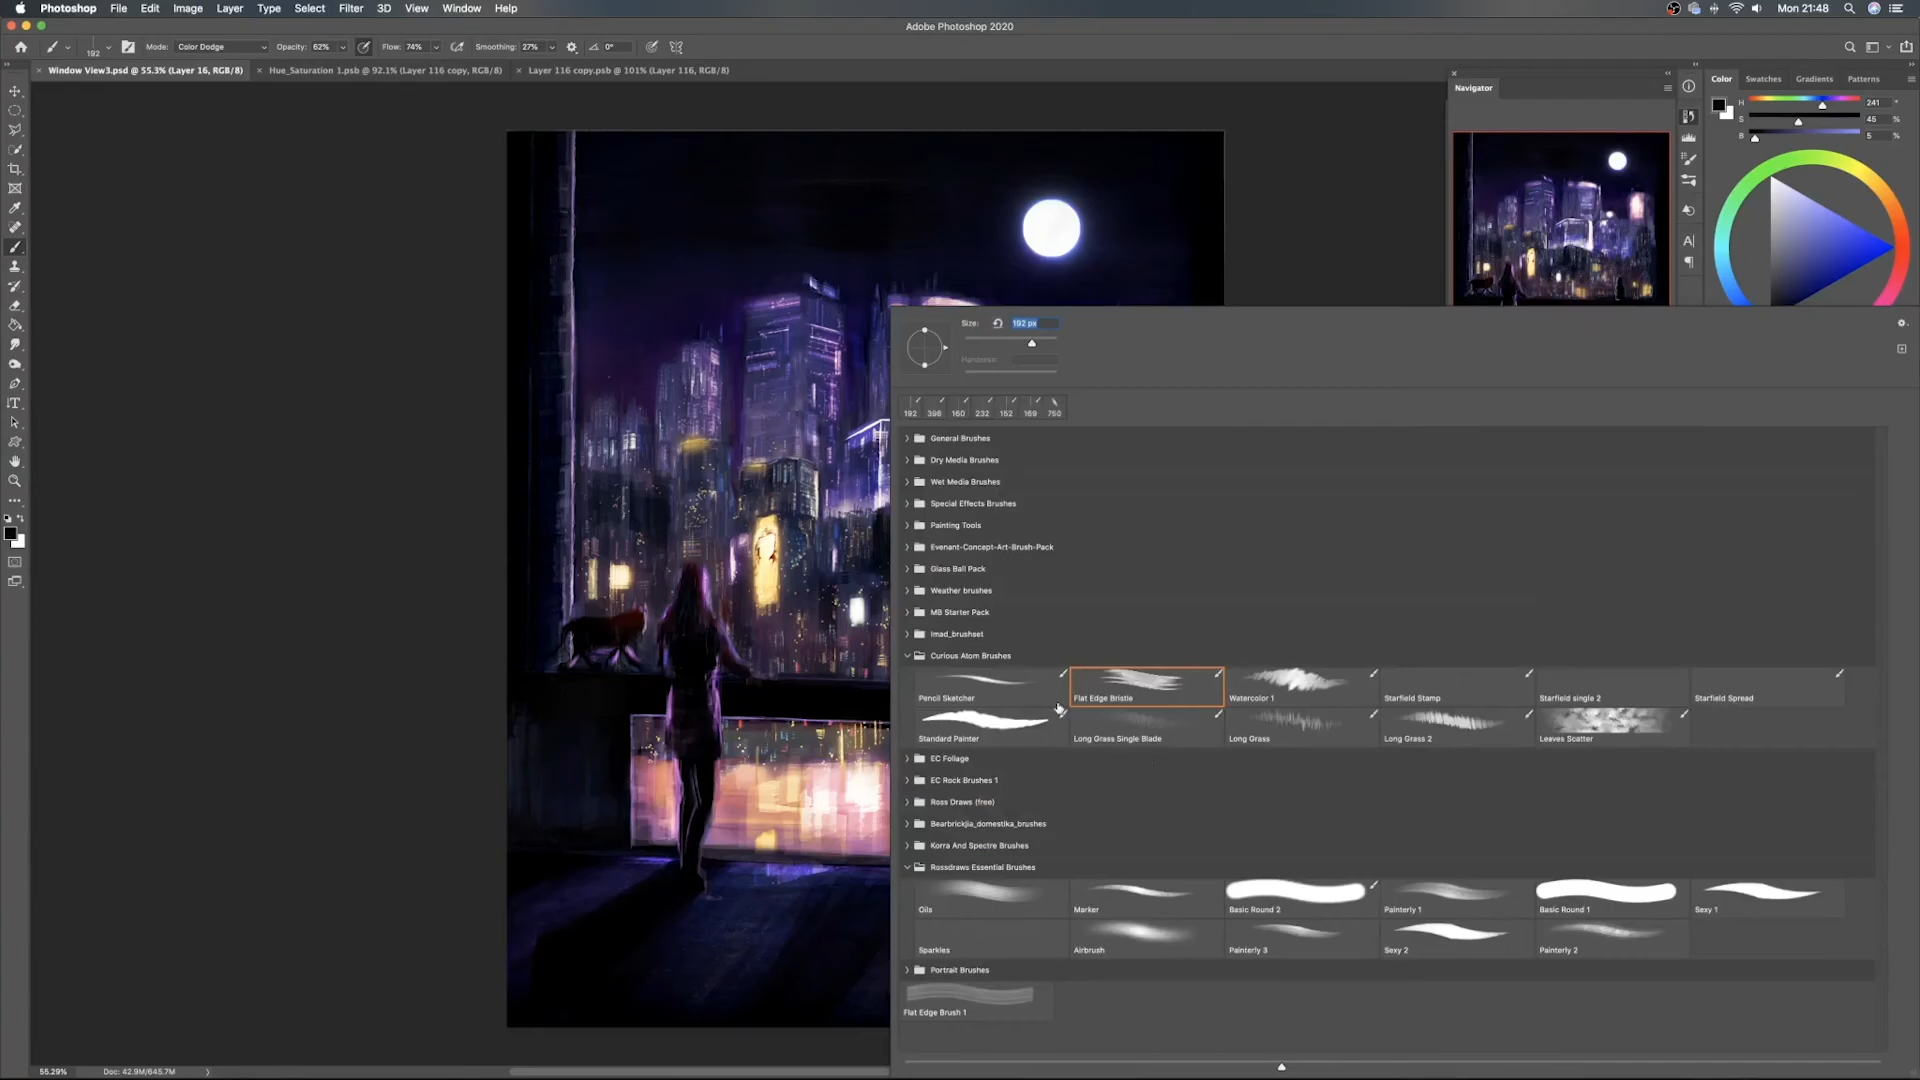 Photoshop File Edit Image Layer Type Select Filter 3D View Window Help Mon 21:48
Adobe Photoshop 2020
192 Mode: Color Dodge Opacity: 62% Flow: 74% Smoothing: 27% 0°
× Window View3.psd @ 55.3% (Layer 16, RGB/8) × Hue_Saturation 1.psb @ 92.1% (Layer 116 copy, RGB/8) × Layer 116 copy.psb @ 101% (Layer 116, RGB/8)
Navigator
Color Swatches Gradients Patterns
H 241 °
S 45 %
B 5 %
Size: 192 px
Hardness:
192 398 160 232 152 169 750
General Brushes
Dry Media Brushes
Wet Media Brushes
Special Effects Brushes
Painting Tools
Evenant-Concept-Art-Brush-Pack
Glass Ball Pack
Weather brushes
MB Starter Pack
Imad_brushset
Curious Atom Brushes
Pencil Sketcher Flat Edge Bristle Watercolor 1 Starfield Stamp Starfield single 2 Starfield Spread
Standard Painter Long Grass Single Blade Long Grass Long Grass 2 Leaves Scatter
EC Foliage
EC Rock Brushes 1
Ross Draws (free)
Bearbrickjia_domestika_brushes
Korra And Spectre Brushes
Rossdraws Essential Brushes
Oils Marker Basic Round 2 Painterly 1 Basic Round 1 Sexy 1
Sparkles Airbrush Painterly 3 Sexy 2 Painterly 2
Portrait Brushes
Flat Edge Brush 1
55.29% Doc: 42.9M/645.7M